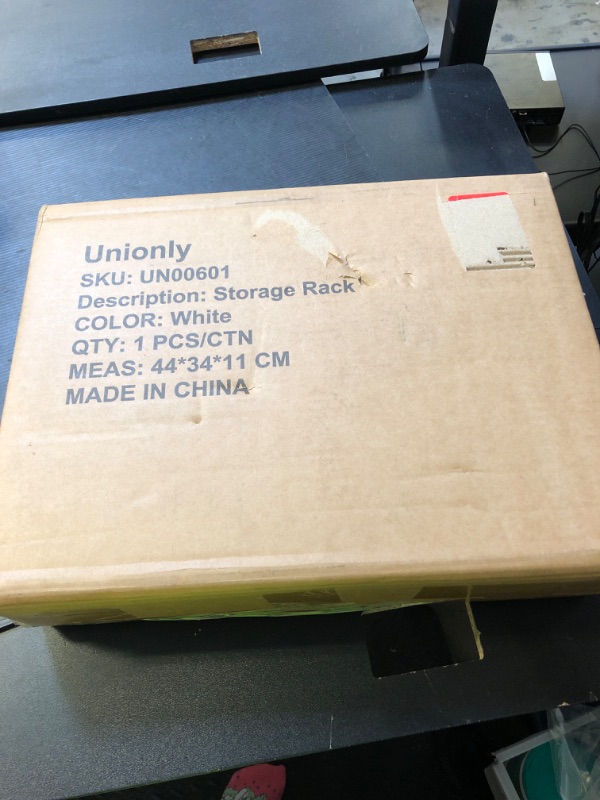 Unionly
SKU: UN00601
Description: Storage Rack
COLOR: White
QTY: 1 PCS/CTN
MEAS: 44*34*11 CM
MADE IN CHINA